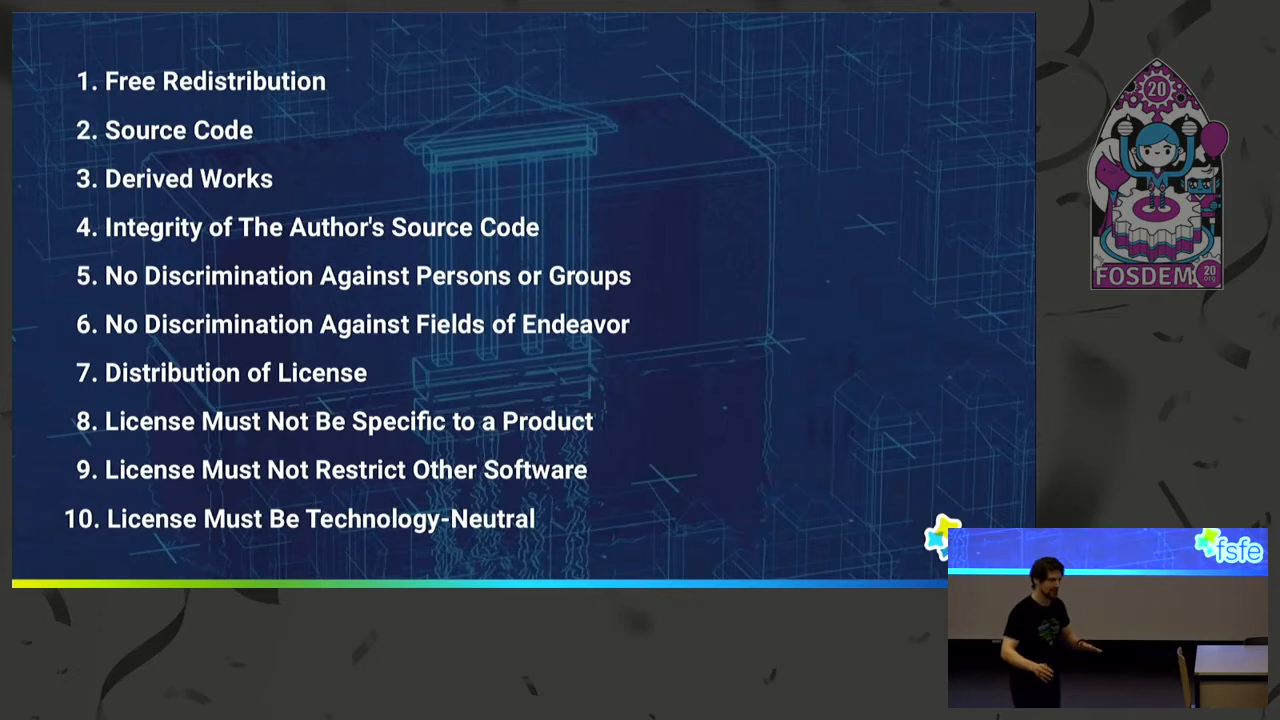 1. Free Redistribution
2. Source Code
3. Derived Works
4. Integrity of The Author's Source Code
5. No Discrimination Against Persons or Groups
6. No Discrimination Against Fields of Endeavor
7. Distribution of License
8. License Must Not Be Specific to a Product
9. License Must Not Restrict Other Software
10. License Must Be Technology-Neutral
20
FOSDEM
20
org
fsfe